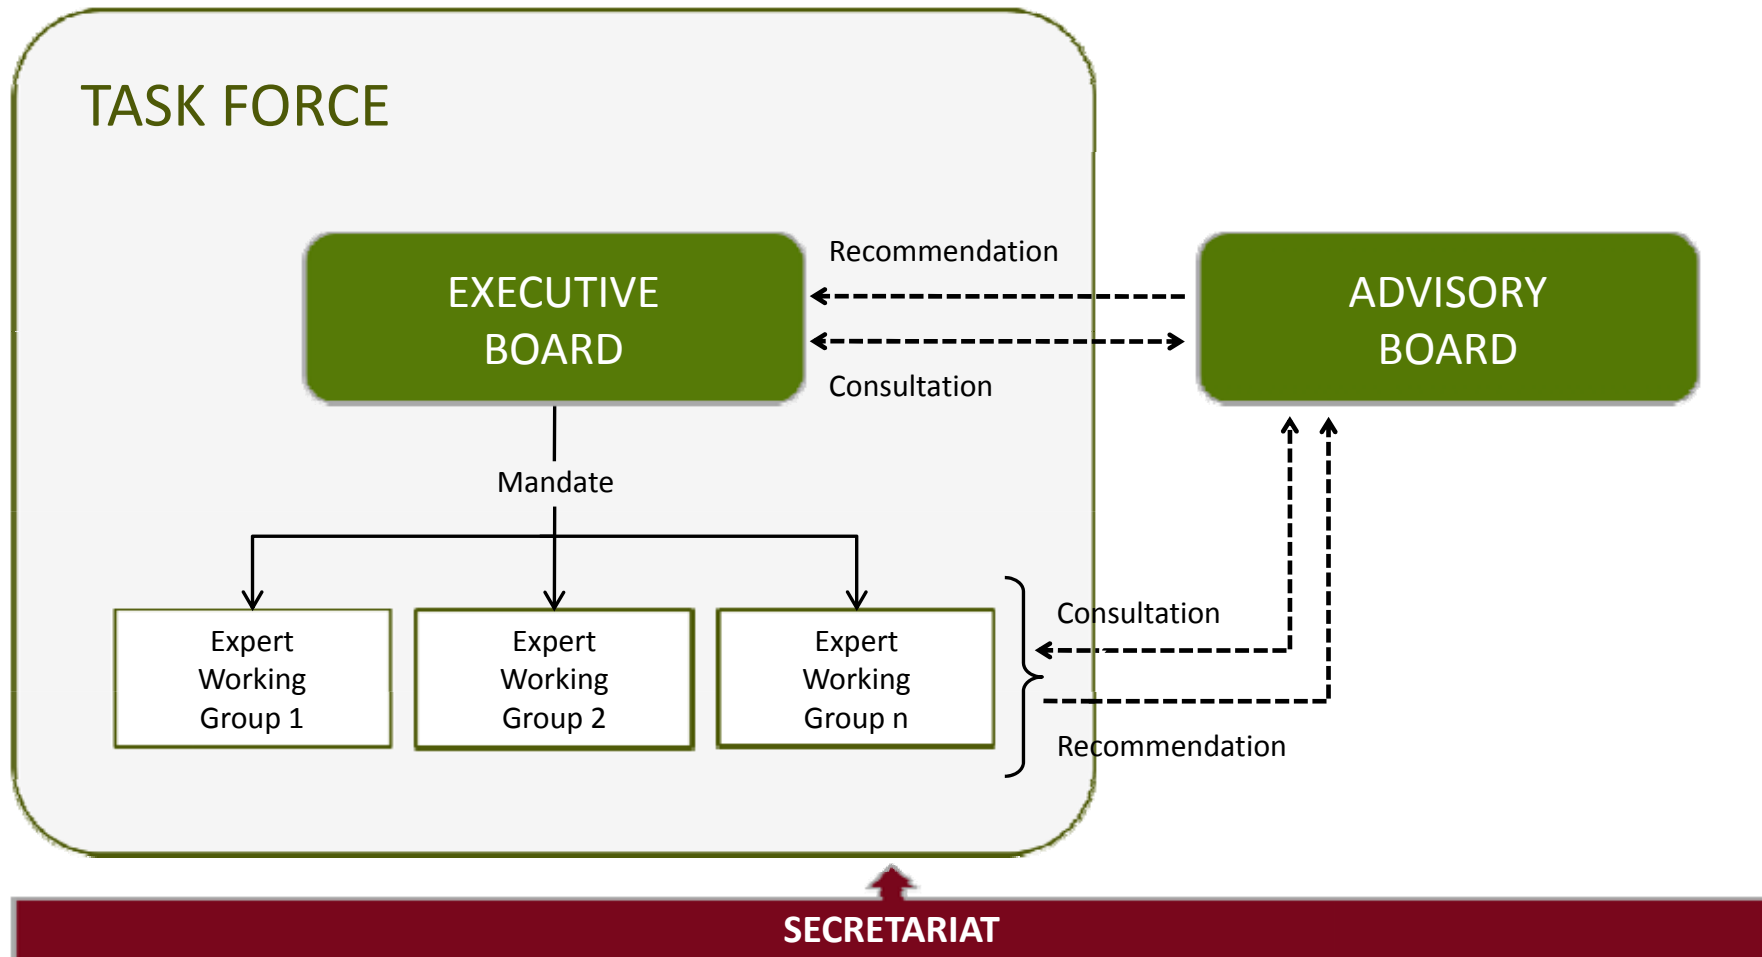 TASK FORCE
EXECUTIVE
BOARD
Recommendation
Consultation
ADVISORY
BOARD
Mandate
Expert
Working
Group 1
Expert
Working
Group 2
Expert
Working
Group n
Consultation
Recommendation
SECRETARIAT